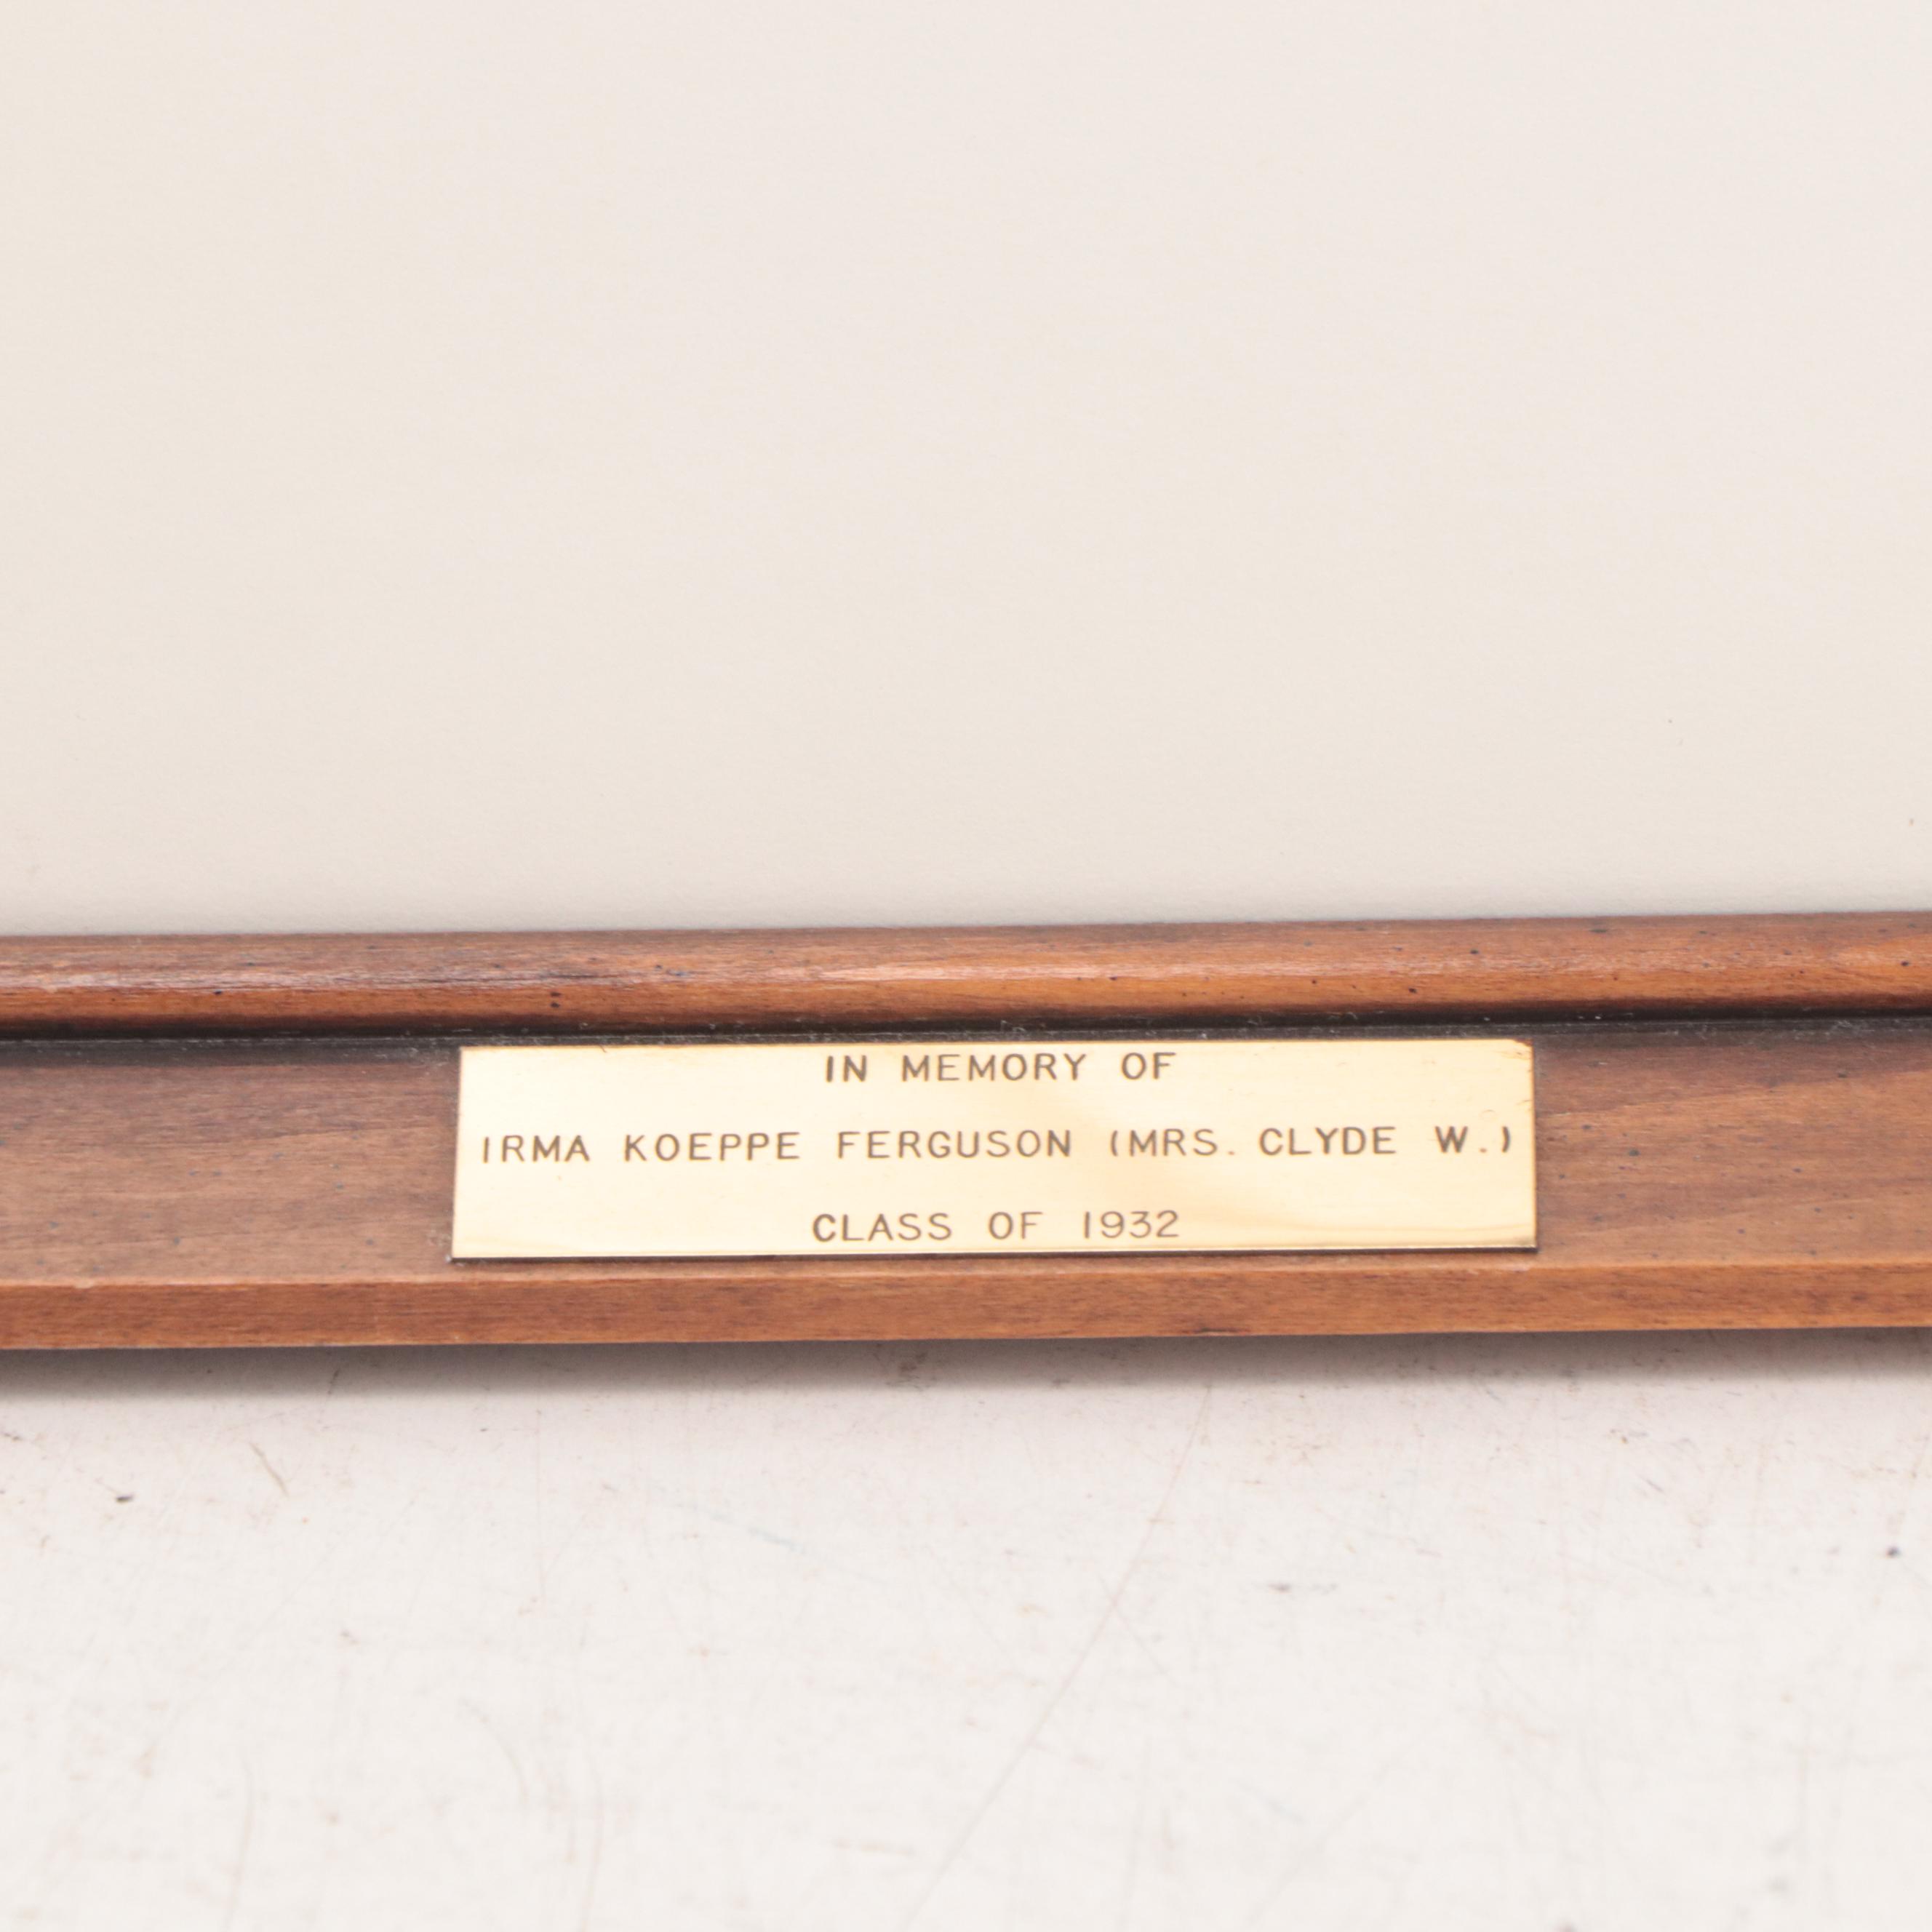 IN MEMORY OF
IRMA KOEPPE FERGUSON (MRS. CLYDE W.)
CLASS OF 1932